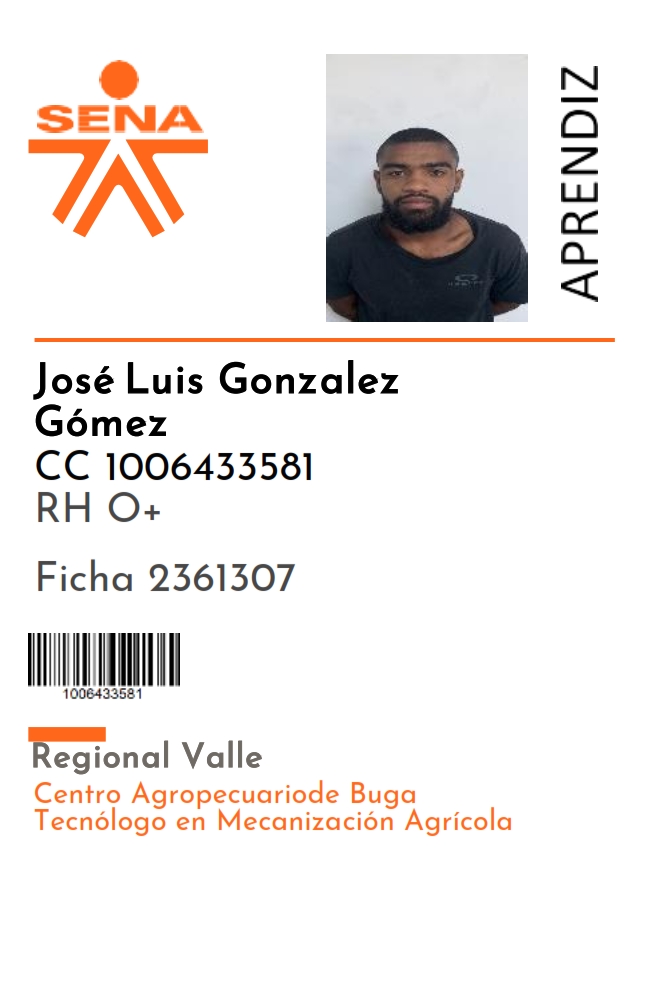 SENA
APRENDIZ
José Luis Gonzalez
Gómez
CC 1006433581
RH O+
Ficha 2361307
1006433581
Regional Valle
Centro Agropecuariode Buga
Tecnólogo en Mecanización Agrícola